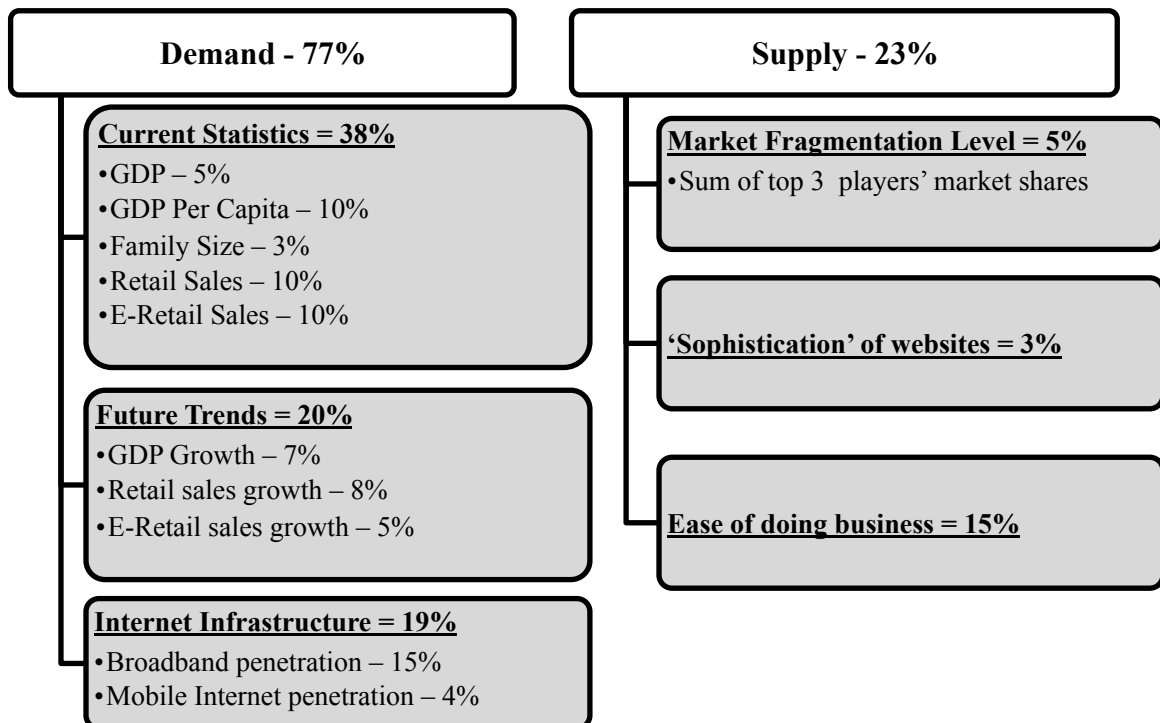 Demand - 77%
Current Statistics = 38%
•GDP – 5%
•GDP Per Capita – 10%
•Family Size – 3%
•Retail Sales – 10%
•E-Retail Sales – 10%
Future Trends = 20%
•GDP Growth – 7%
•Retail sales growth – 8%
•E-Retail sales growth – 5%
Internet Infrastructure = 19%
•Broadband penetration – 15%
•Mobile Internet penetration – 4%
Supply - 23%
Market Fragmentation Level = 5%
•Sum of top 3  players’ market shares
‘Sophistication’ of websites = 3%
Ease of doing business = 15%